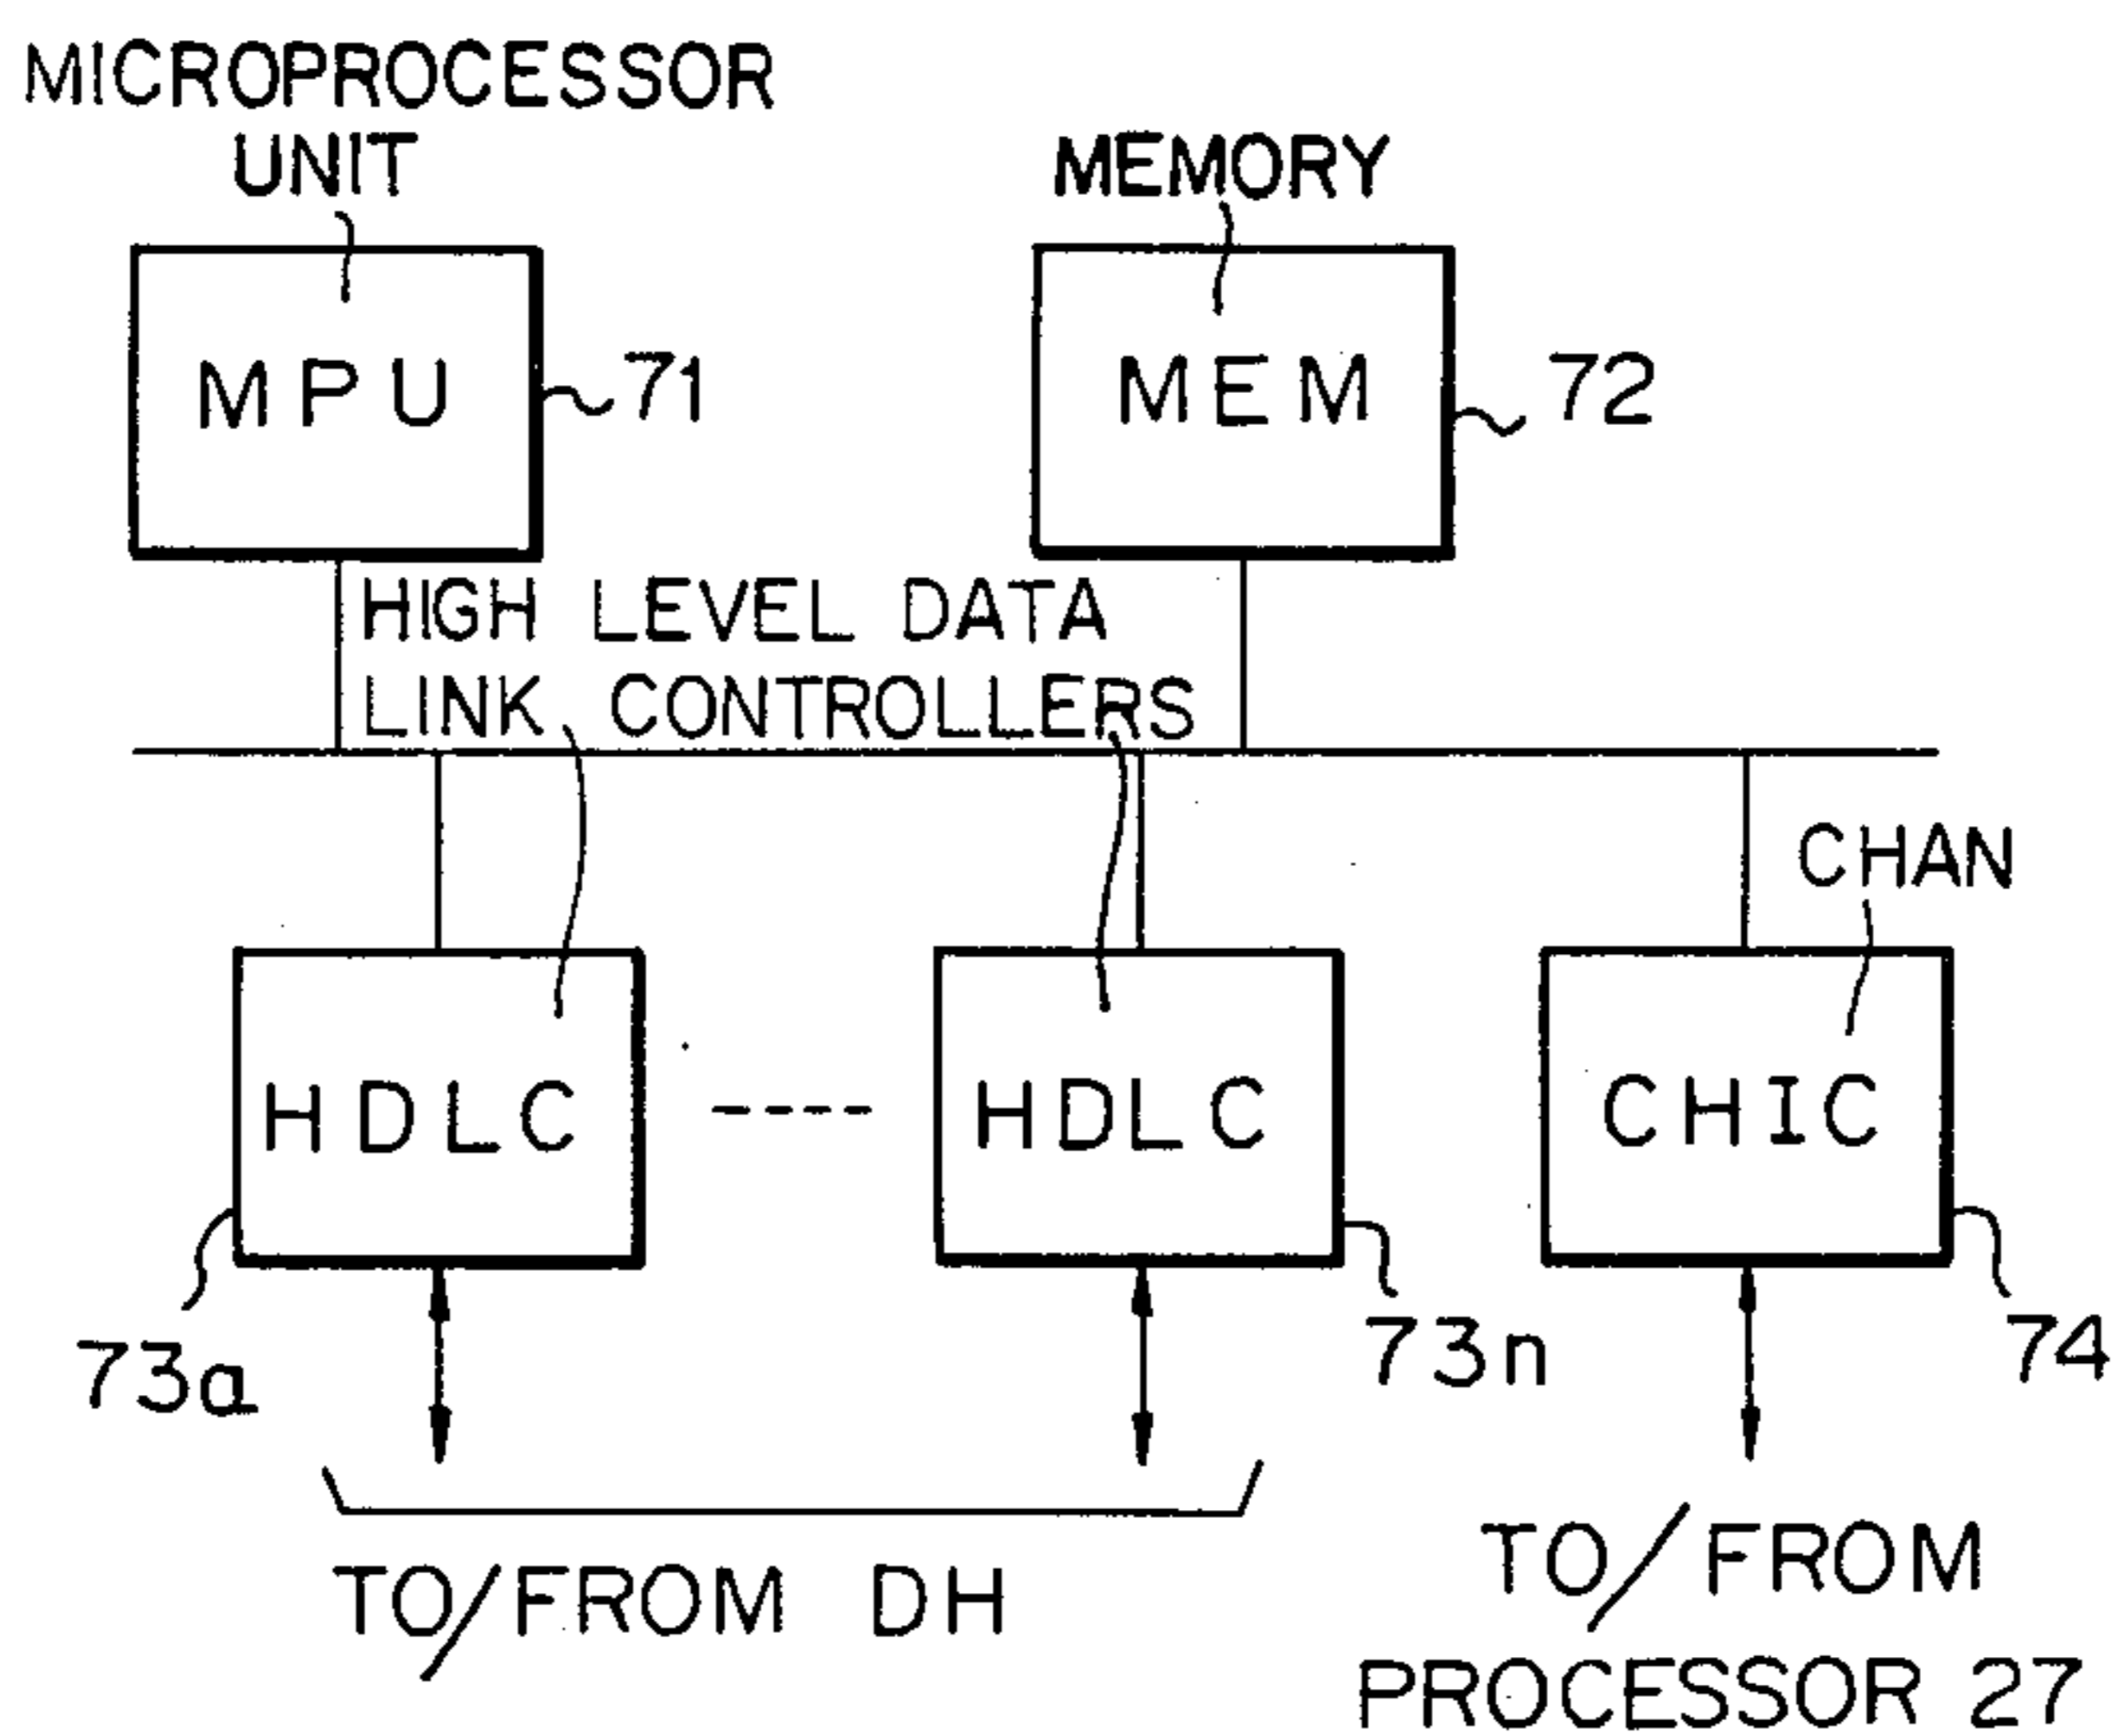 MICROPROCESSOR
UNIT
MEMORY
MPU
71
MEM
72
HIGH LEVEL DATA
LINK CONTROLLERS
CHAN
HDLC
HDLC
CHIC
73a
73n
74
TO/FROM DH
TO/FROM
PROCESSOR 27